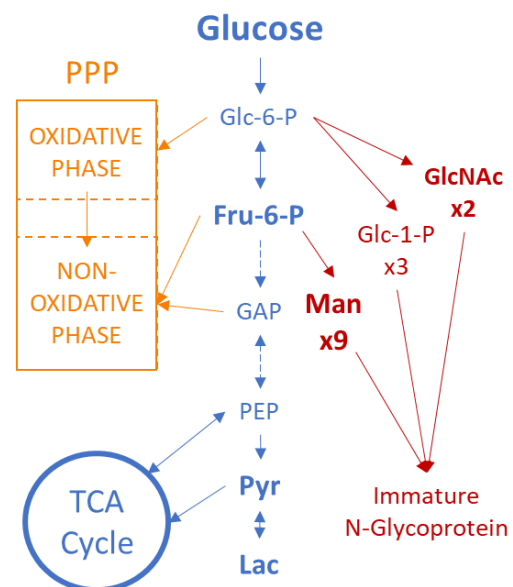 Glucose
PPP
Glc-6-P
OXIDATIVE
PHASE
GlcNAc
x2
Fru-6-P
Glc-1-P
x3
NON-
OXIDATIVE
PHASE
GAP
Man
x9
PEP
TCA
Cycle
Pyr
Immature
N-Glycoprotein
Lac